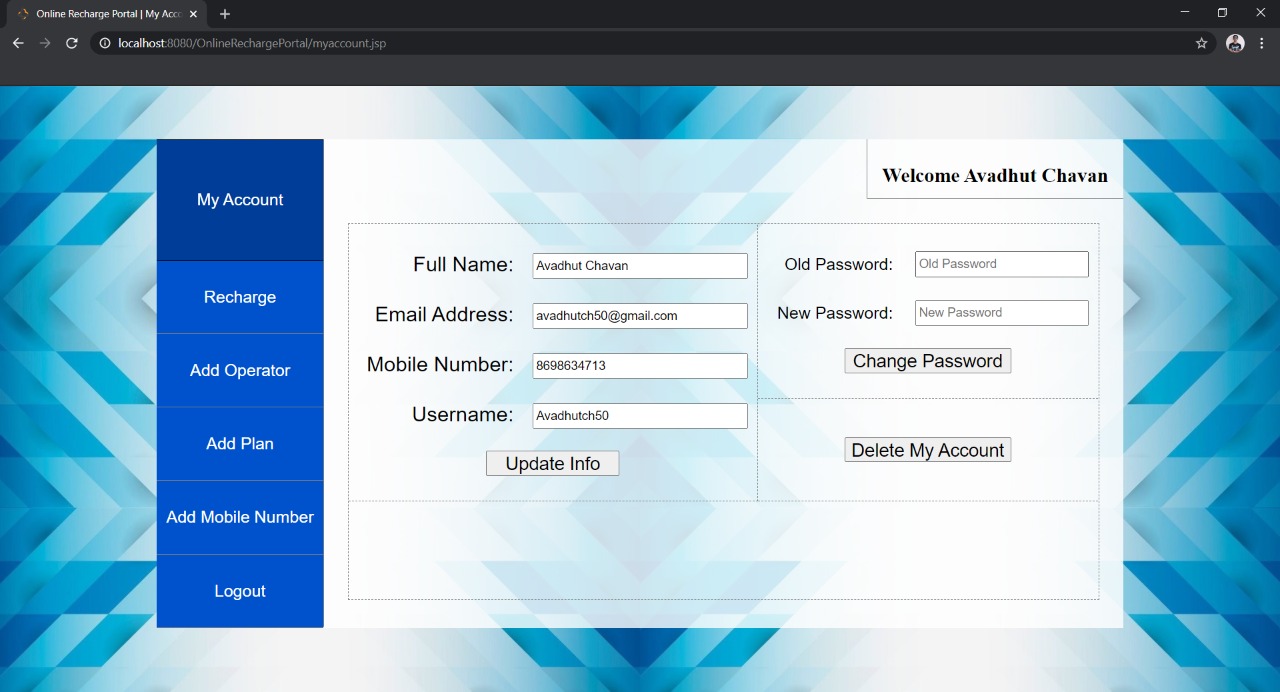 Online Recharge Portal | My Acc
localhost:8080/OnlineRechargePortal/myaccount.jsp
My Account
Recharge
Add Operator
Add Plan
Add Mobile Number
Logout
Welcome Avadhut Chavan
Full Name: Avadhut Chavan
Email Address: avadhutch50@gmail.com
Mobile Number: 8698634713
Username: Avadhutch50
Update Info
Old Password: Old Password
New Password: New Password
Change Password
Delete My Account